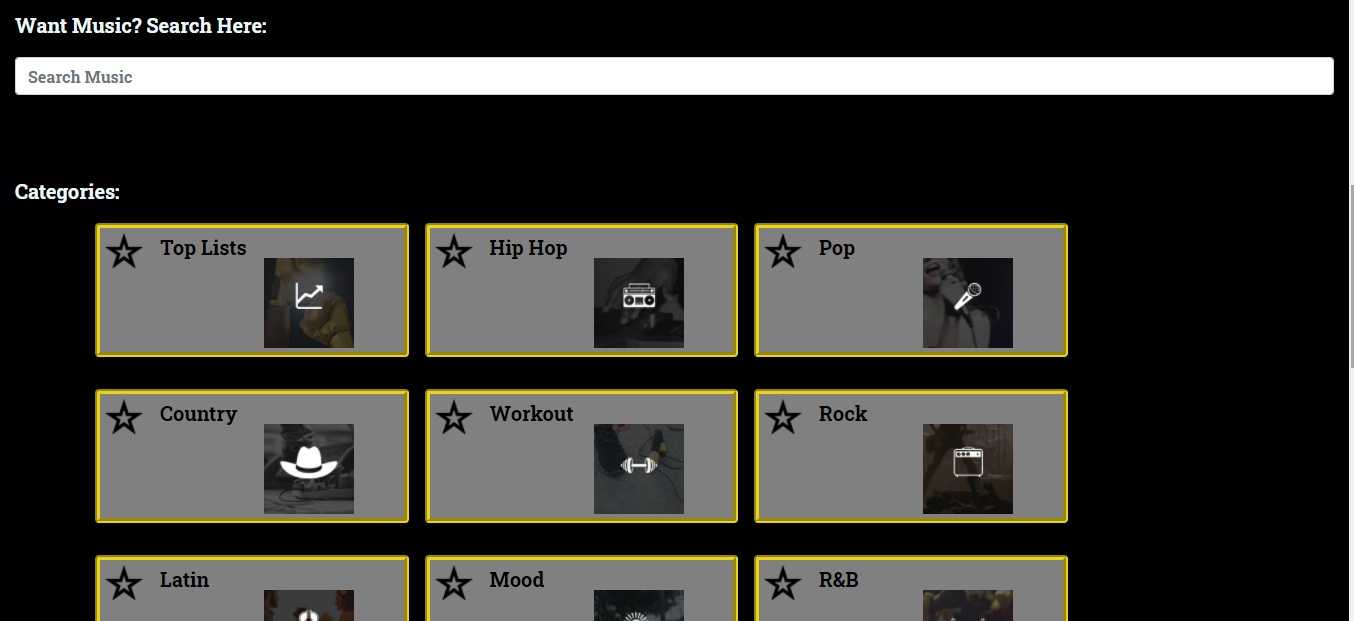 Want Music? Search Here:
Search Music
Categories:
Top Lists
Hip Hop
Pop
Country
Workout
Rock
Latin
Mood
R&B